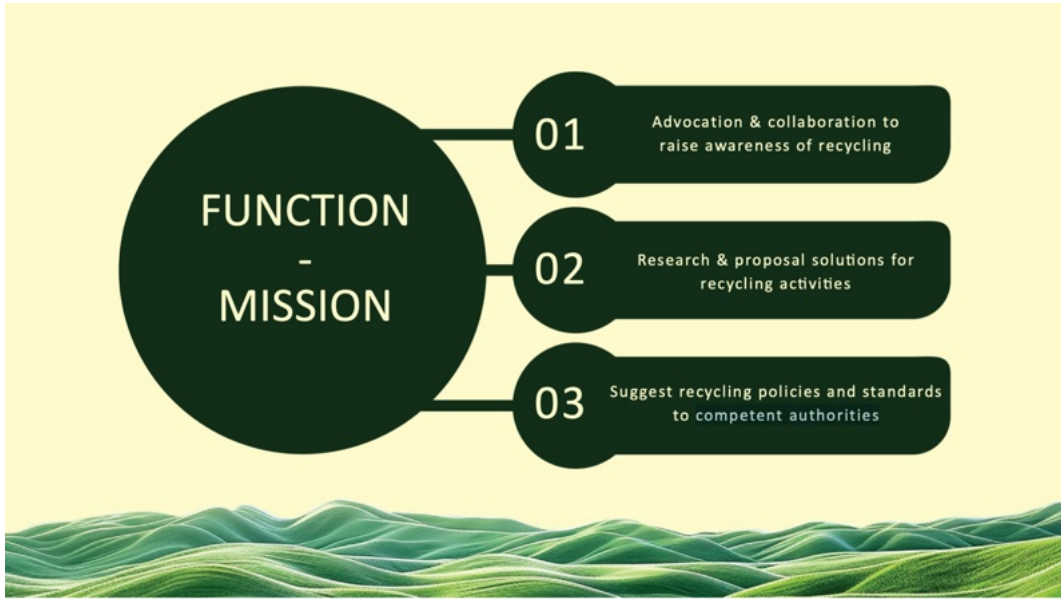 FUNCTION
-
MISSION
01
Advocation & collaboration to
raise awareness of recycling
02
Research & proposal solutions for
recycling activities
03
Suggest recycling policies and standards
to competent authorities